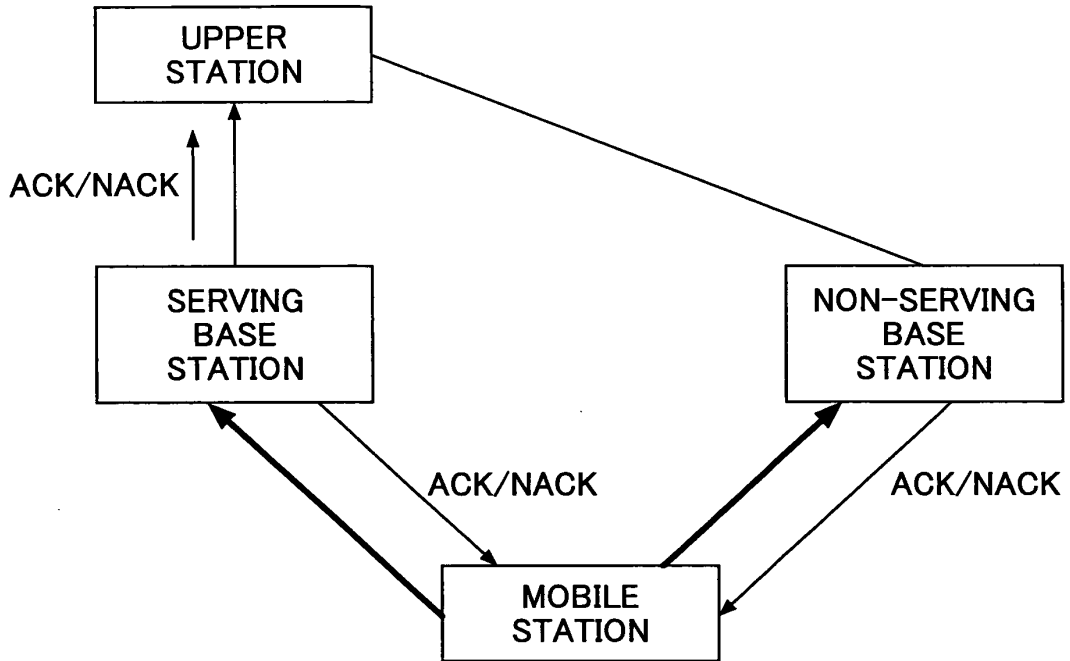 UPPER
STATION
ACK/NACK
SERVING
BASE
STATION
NON-SERVING
BASE
STATION
ACK/NACK
ACK/NACK
MOBILE
STATION